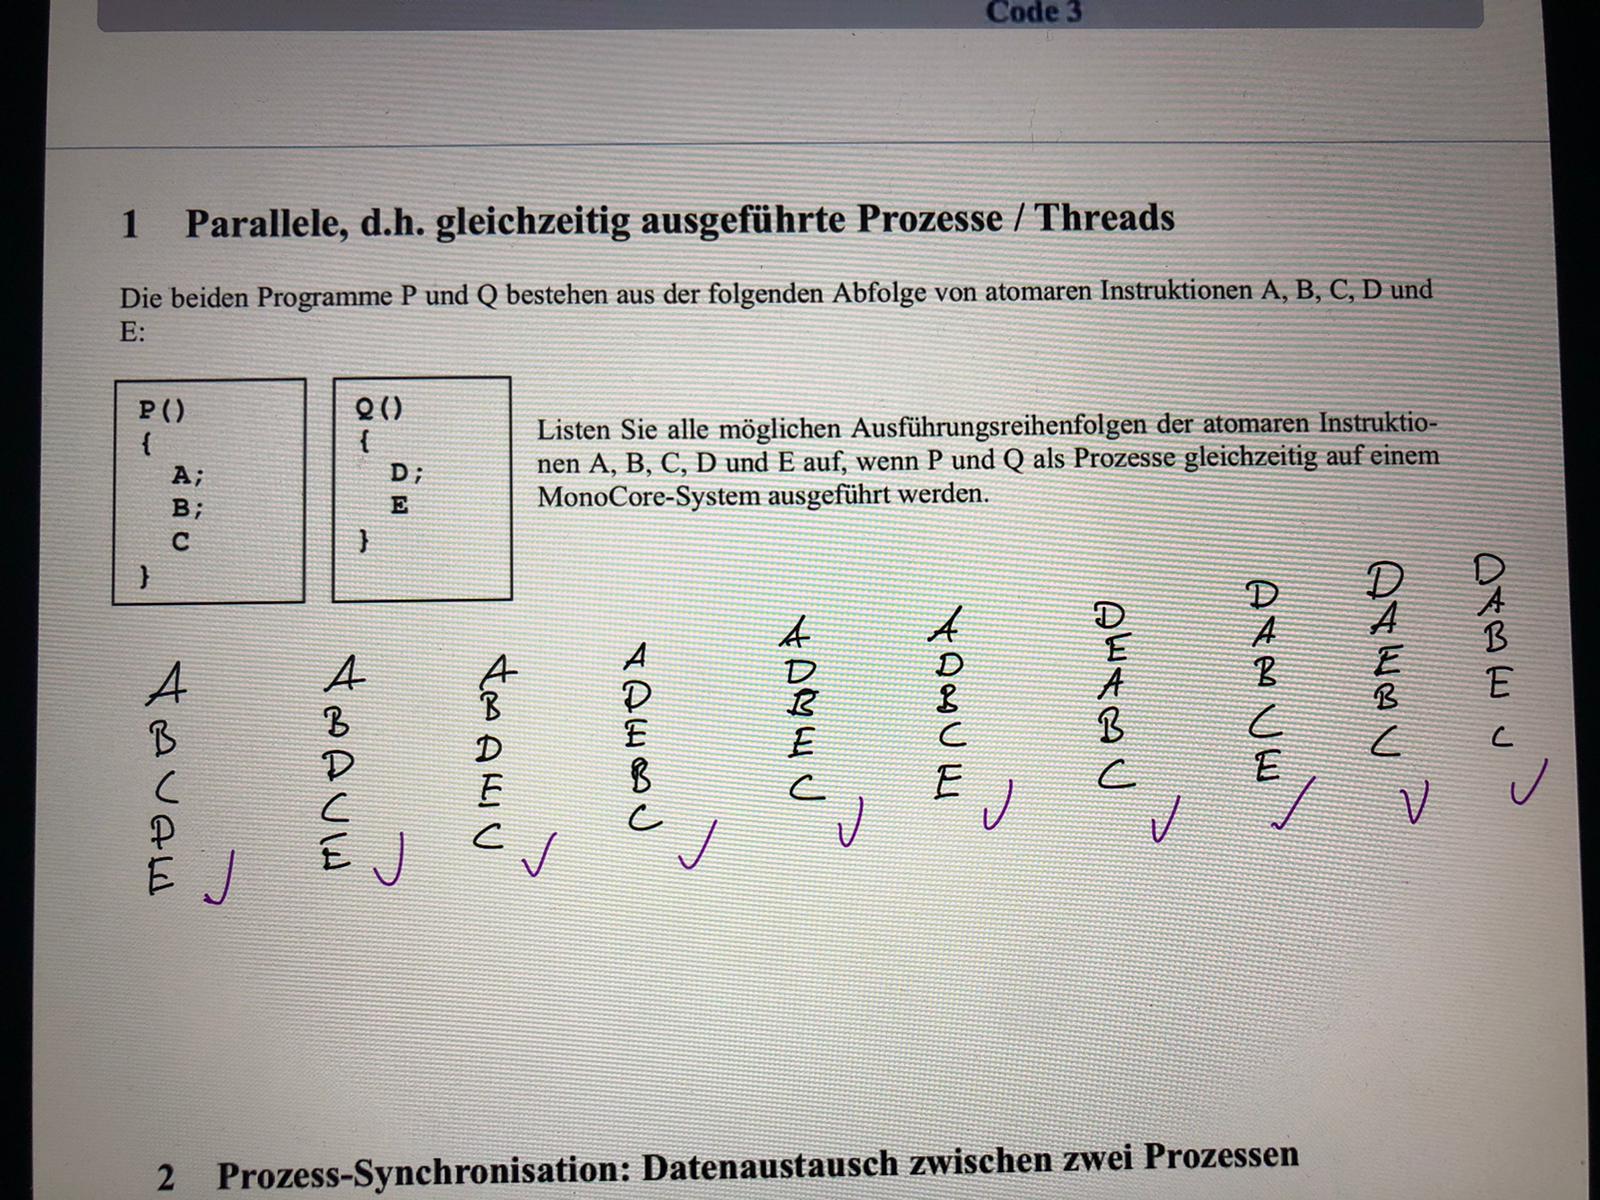 Code 3
1 Parallele, d.h. gleichzeitig ausgeführte Prozesse / Threads
Die beiden Programme P und Q bestehen aus der folgenden Abfolge von atomaren Instruktionen A, B, C, D und
E:
P()
{
A;
B;
C
}
Q()
{
D;
E
}
Listen Sie alle möglichen Ausführungsreihenfolgen der atomaren Instruktio-
nen A, B, C, D und E auf, wenn P und Q als Prozesse gleichzeitig auf einem
MonoCore-System ausgeführt werden.
A
B
C
D
E ✓
A
B
D
C
E ✓
A
B
D
E
C ✓
A
D
E
B
C ✓
A
D
B
E
C ✓
A
D
B
C
E ✓
D
E
A
B
C ✓
D
A
B
C
E ✓
D
A
E
B
C ✓
D
A
B
E
C ✓
2 Prozess-Synchronisation: Datenaustausch zwischen zwei Prozessen